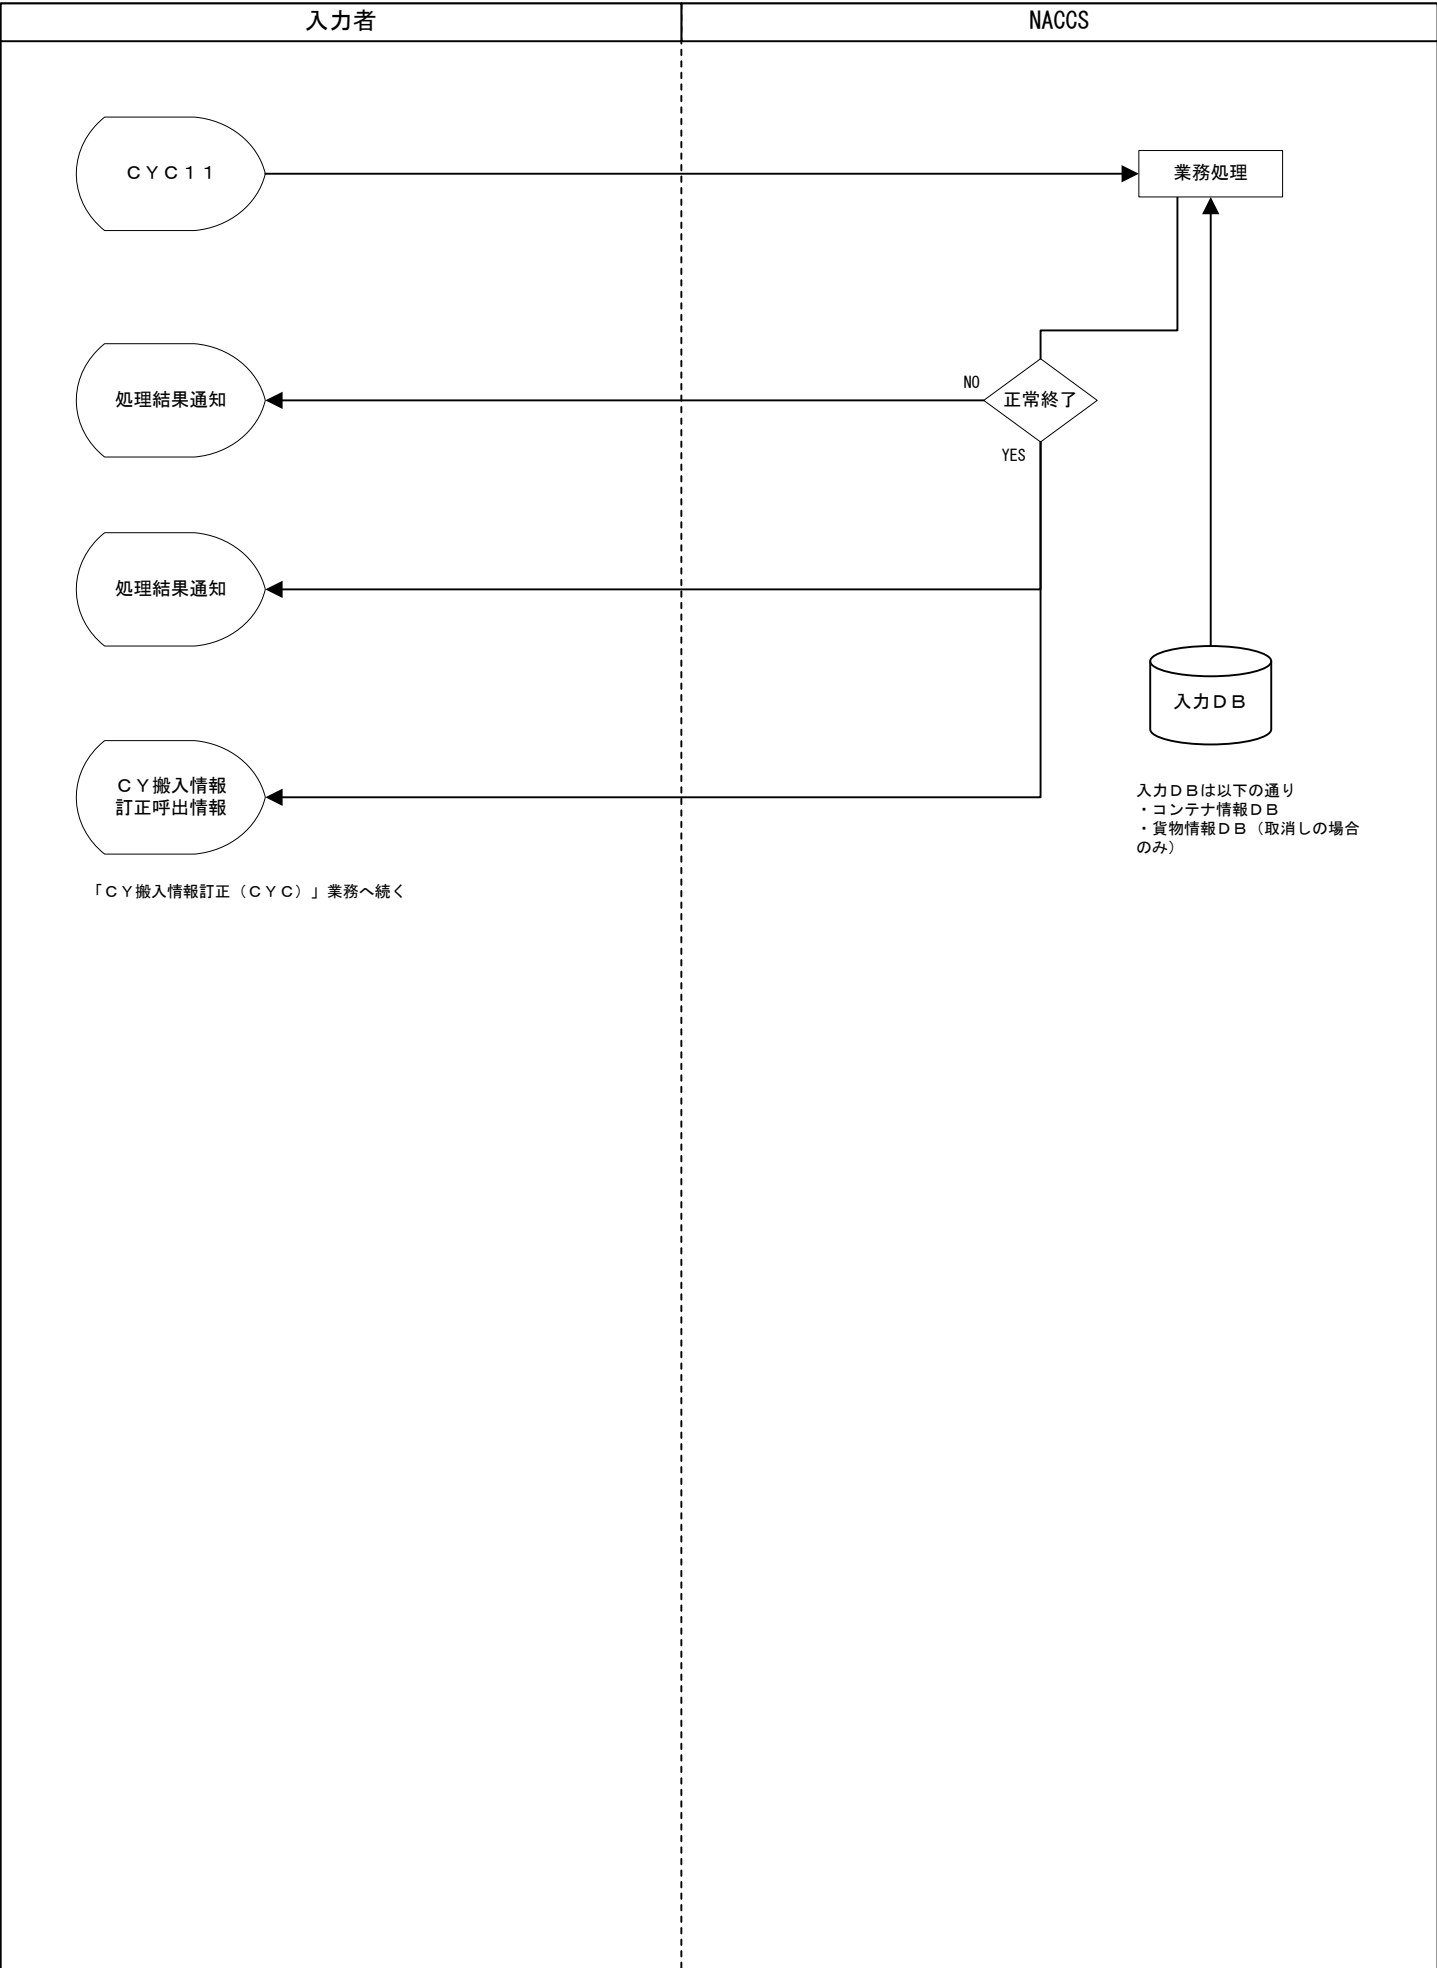 入力者
NACCS
ＣＹＣ１１
業務処理
処理結果通知
NO
正常終了
YES
処理結果通知
入力ＤＢ
ＣＹ搬入情報
訂正呼出情報
入力ＤＢは以下の通り
・コンテナ情報ＤＢ
・貨物情報ＤＢ（取消しの場合
のみ）
「ＣＹ搬入情報訂正（ＣＹＣ）」業務へ続く